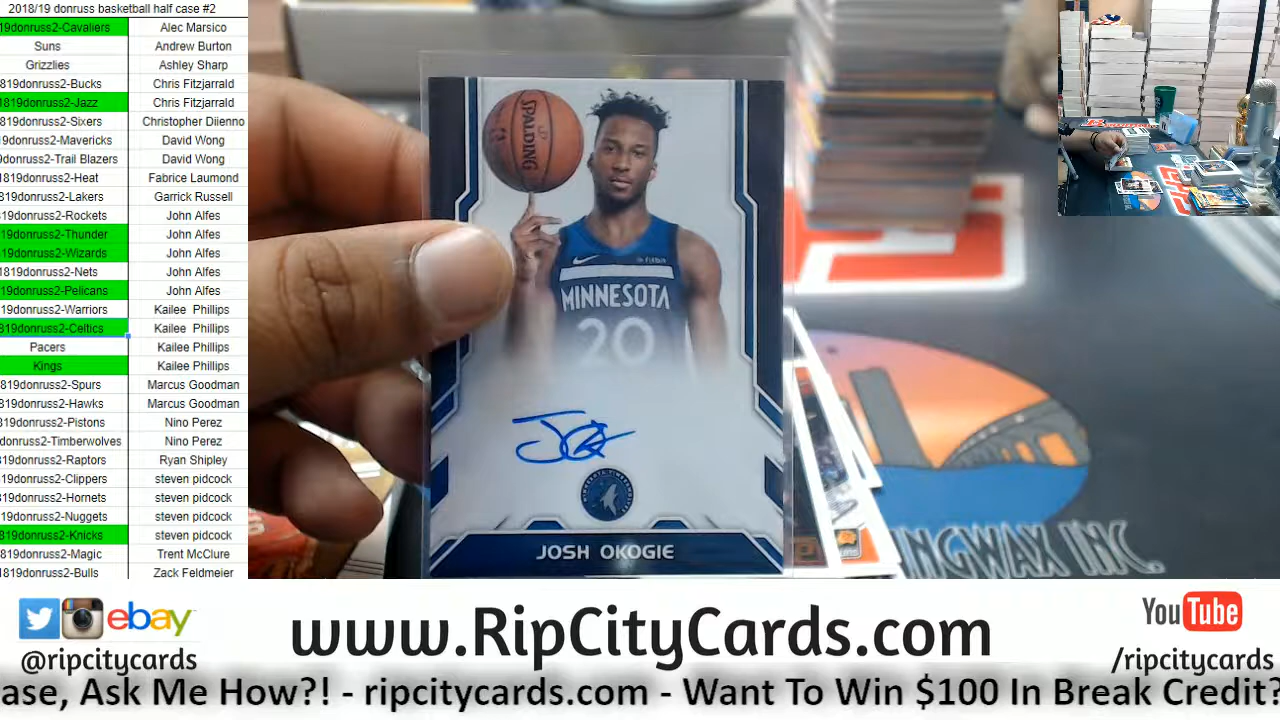 2018/19 donruss basketball half case #2
19donruss2-Cavaliers Alec Marsico
Suns Andrew Burton
Grizzlies Ashley Sharp
1819donruss2-Bucks Chris Fitzjarrald
1819donruss2-Jazz Chris Fitzjarrald
819donruss2-Sixers Christopher Diienno
819donruss2-Mavericks David Wong
9donruss2-Trail Blazers David Wong
1819donruss2-Heat Fabrice Laumond
819donruss2-Lakers Garrick Russell
819donruss2-Rockets John Alfes
19donruss2-Thunder John Alfes
19donruss2-Wizards John Alfes
1819donruss2-Nets John Alfes
19donruss2-Pelicans John Alfes
19donruss2-Warriors Kailee Phillips
819donruss2-Celtics Kailee Phillips
Pacers Kailee Phillips
Kings Kailee Phillips
819donruss2-Spurs Marcus Goodman
819donruss2-Hawks Marcus Goodman
819donruss2-Pistons Nino Perez
donruss2-Timberwolves Nino Perez
819donruss2-Raptors Ryan Shipley
19donruss2-Clippers steven pidcock
19donruss2-Hornets steven pidcock
19donruss2-Nuggets steven pidcock
819donruss2-Knicks steven pidcock
819donruss2-Magic Trent McClure
1819donruss2-Bulls Zack Feldmeier
SPALDING
MINNESOTA
20
JOSH OKOGIE
NGWAX INC.
ebay
@ripcitycards
www.RipCityCards.com
YouTube
/ripcitycards
ase, Ask Me How?! - ripcitycards.com - Want To Win $100 In Break Credit?